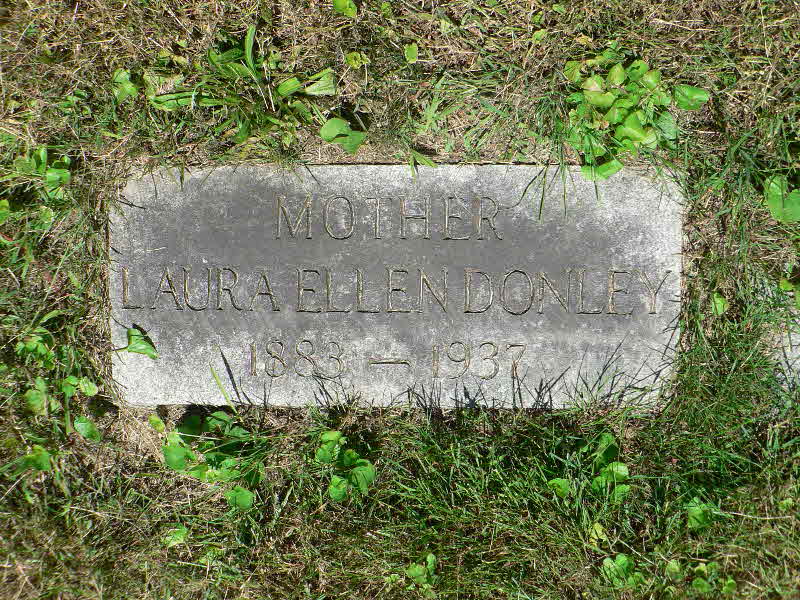 MOTHER
LAURA ELLEN DONLEY
1883 — 1937